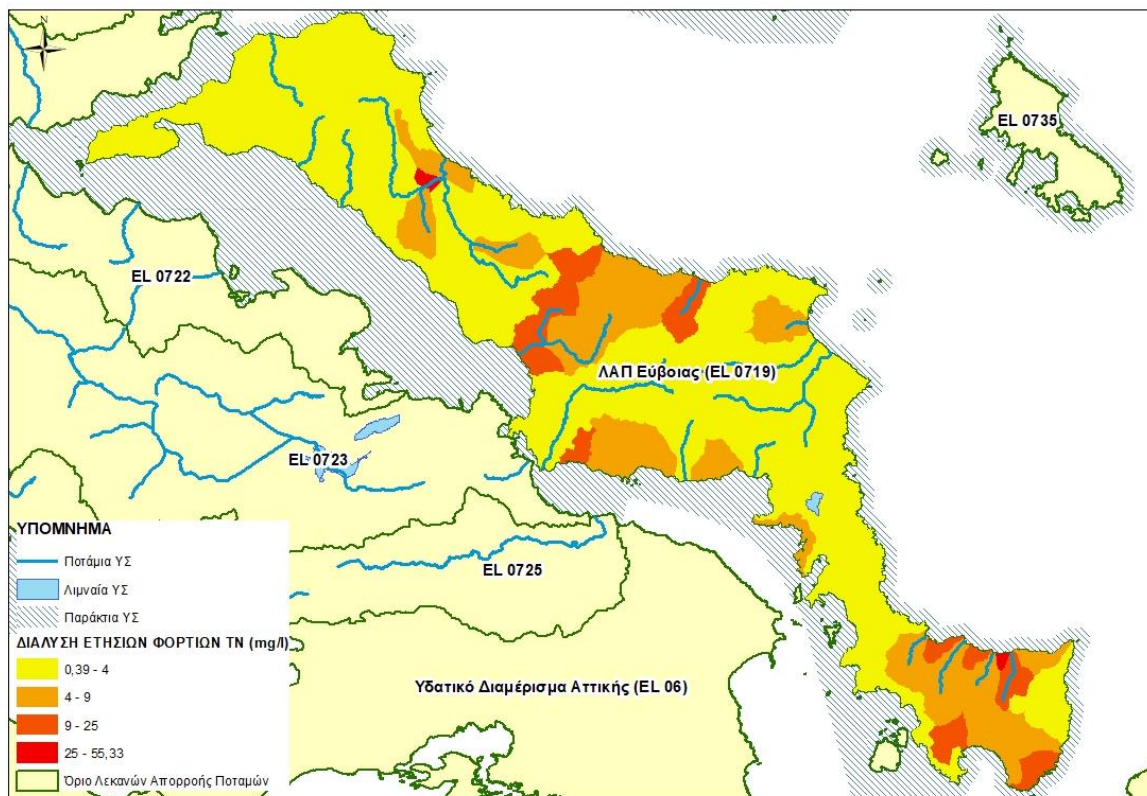 N
EL 0735
EL 0722
ΛΑΠ Εύβοιας (EL 0719)
EL 0723
EL 0725
Υδατικό Διαμέρισμα Αττικής (EL 06)
ΥΠΟΜΝΗΜΑ
Ποτάμια ΥΣ
Λιμναία ΥΣ
Παράκτια ΥΣ
ΔΙΑΛΥΣΗ ΕΤΗΣΙΩΝ ΦΟΡΤΙΩΝ TN (mg/l)
0,39 - 4
4 - 9
9 - 25
25 - 55,33
Όριο Λεκανών Απορροής Ποταμών